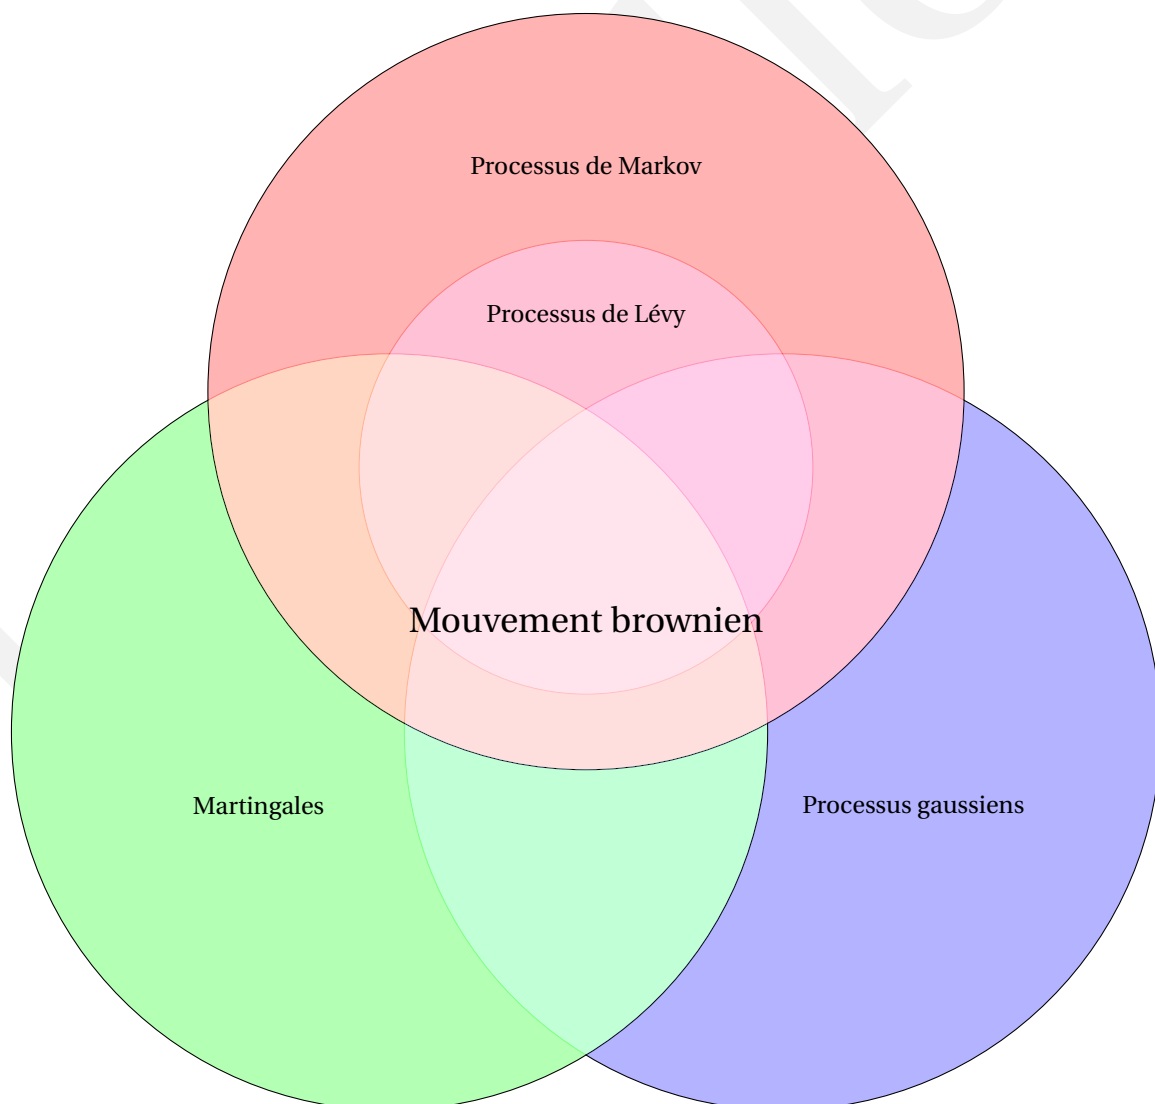 Processus de Markov
Processus de Lévy
Mouvement brownien
Martingales
Processus gaussiens